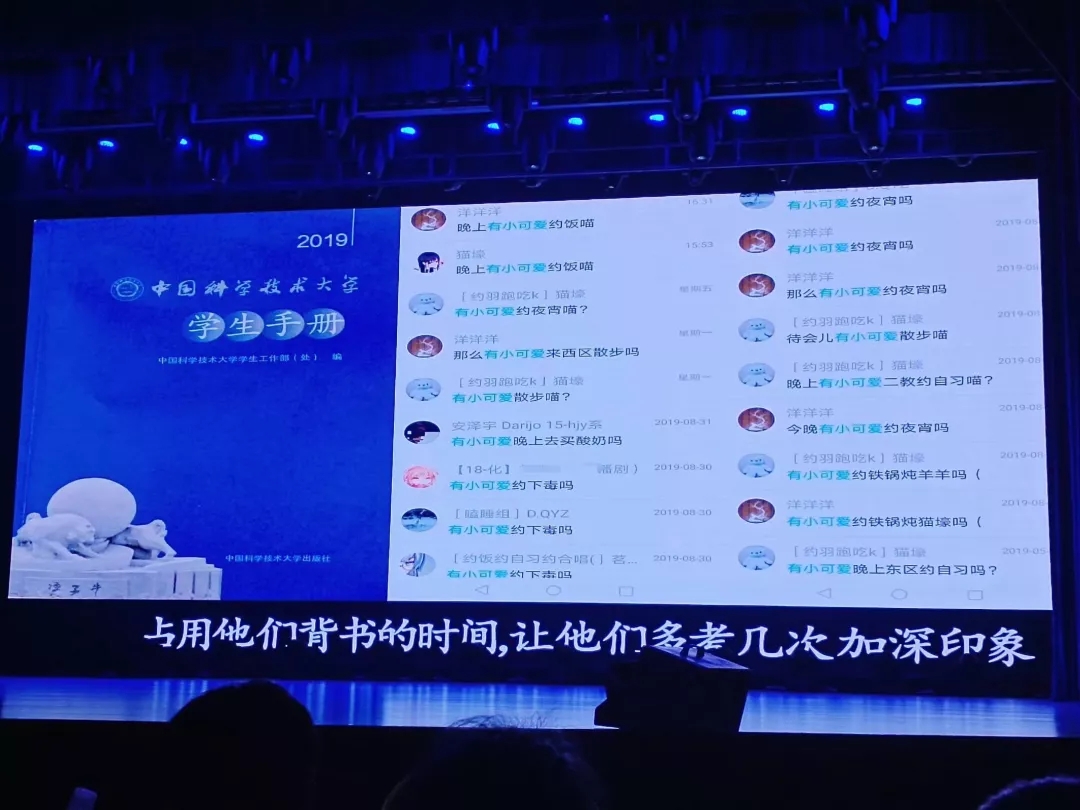 2019
中国科学技术大学
学生手册
中国科学技术大学学生工作部（处） 编
中国科学技术大学出版社
洋洋洋 15:31
晚上有小可爱约饭喵
猫壕 15:53
晚上有小可爱约饭喵
［约羽跑吃k］猫壕 星期五
有小可爱约夜宵喵？
洋洋洋 星期一
那么有小可爱来西区散步吗
［约羽跑吃k］猫壕 星期一
有小可爱散步喵？
安泽宇 Darijo 15-hjy系 2019-08-31
有小可爱晚上去买酸奶吗
【18-化】 2019-08-30
有小可爱约下毒吗
［瞌睡组］D.QYZ 2019-08-30
有小可爱约下毒吗
［约饭约自习约合唱(］茗... 2019-08-30
有小可爱约下毒吗
有小可爱约夜宵吗
洋洋洋 2019-08
有小可爱约夜宵吗
洋洋洋 2019-08
那么有小可爱约夜宵吗
［约羽跑吃k］猫壕 2019-08
待会儿有小可爱散步喵
［约羽跑吃k］猫壕 2019-08
晚上有小可爱二教约自习喵？
洋洋洋 2019-08
今晚有小可爱约夜宵吗
［约羽跑吃k］猫壕 2019-08
有小可爱约铁锅炖羊羊吗（
洋洋洋 2019-08
有小可爱约铁锅炖猫壕吗（
［约羽跑吃k］猫壕 2019-05
有小可爱晚上东区约自习吗？
占用他们背书的时间,让他们多考几次加深印象